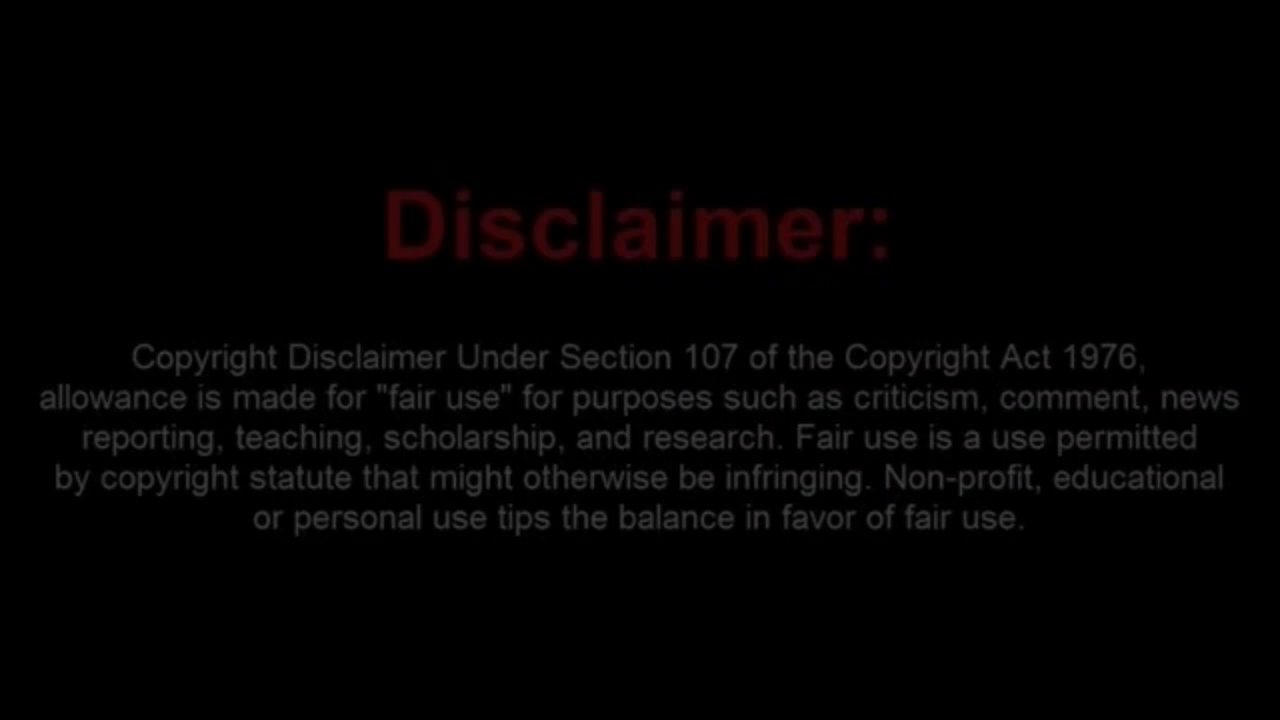 Disclaimer:
Copyright Disclaimer Under Section 107 of the Copyright Act 1976,
allowance is made for "fair use" for purposes such as criticism, comment, news
reporting, teaching, scholarship, and research. Fair use is a use permitted
by copyright statute that might otherwise be infringing. Non-profit, educational
or personal use tips the balance in favor of fair use.